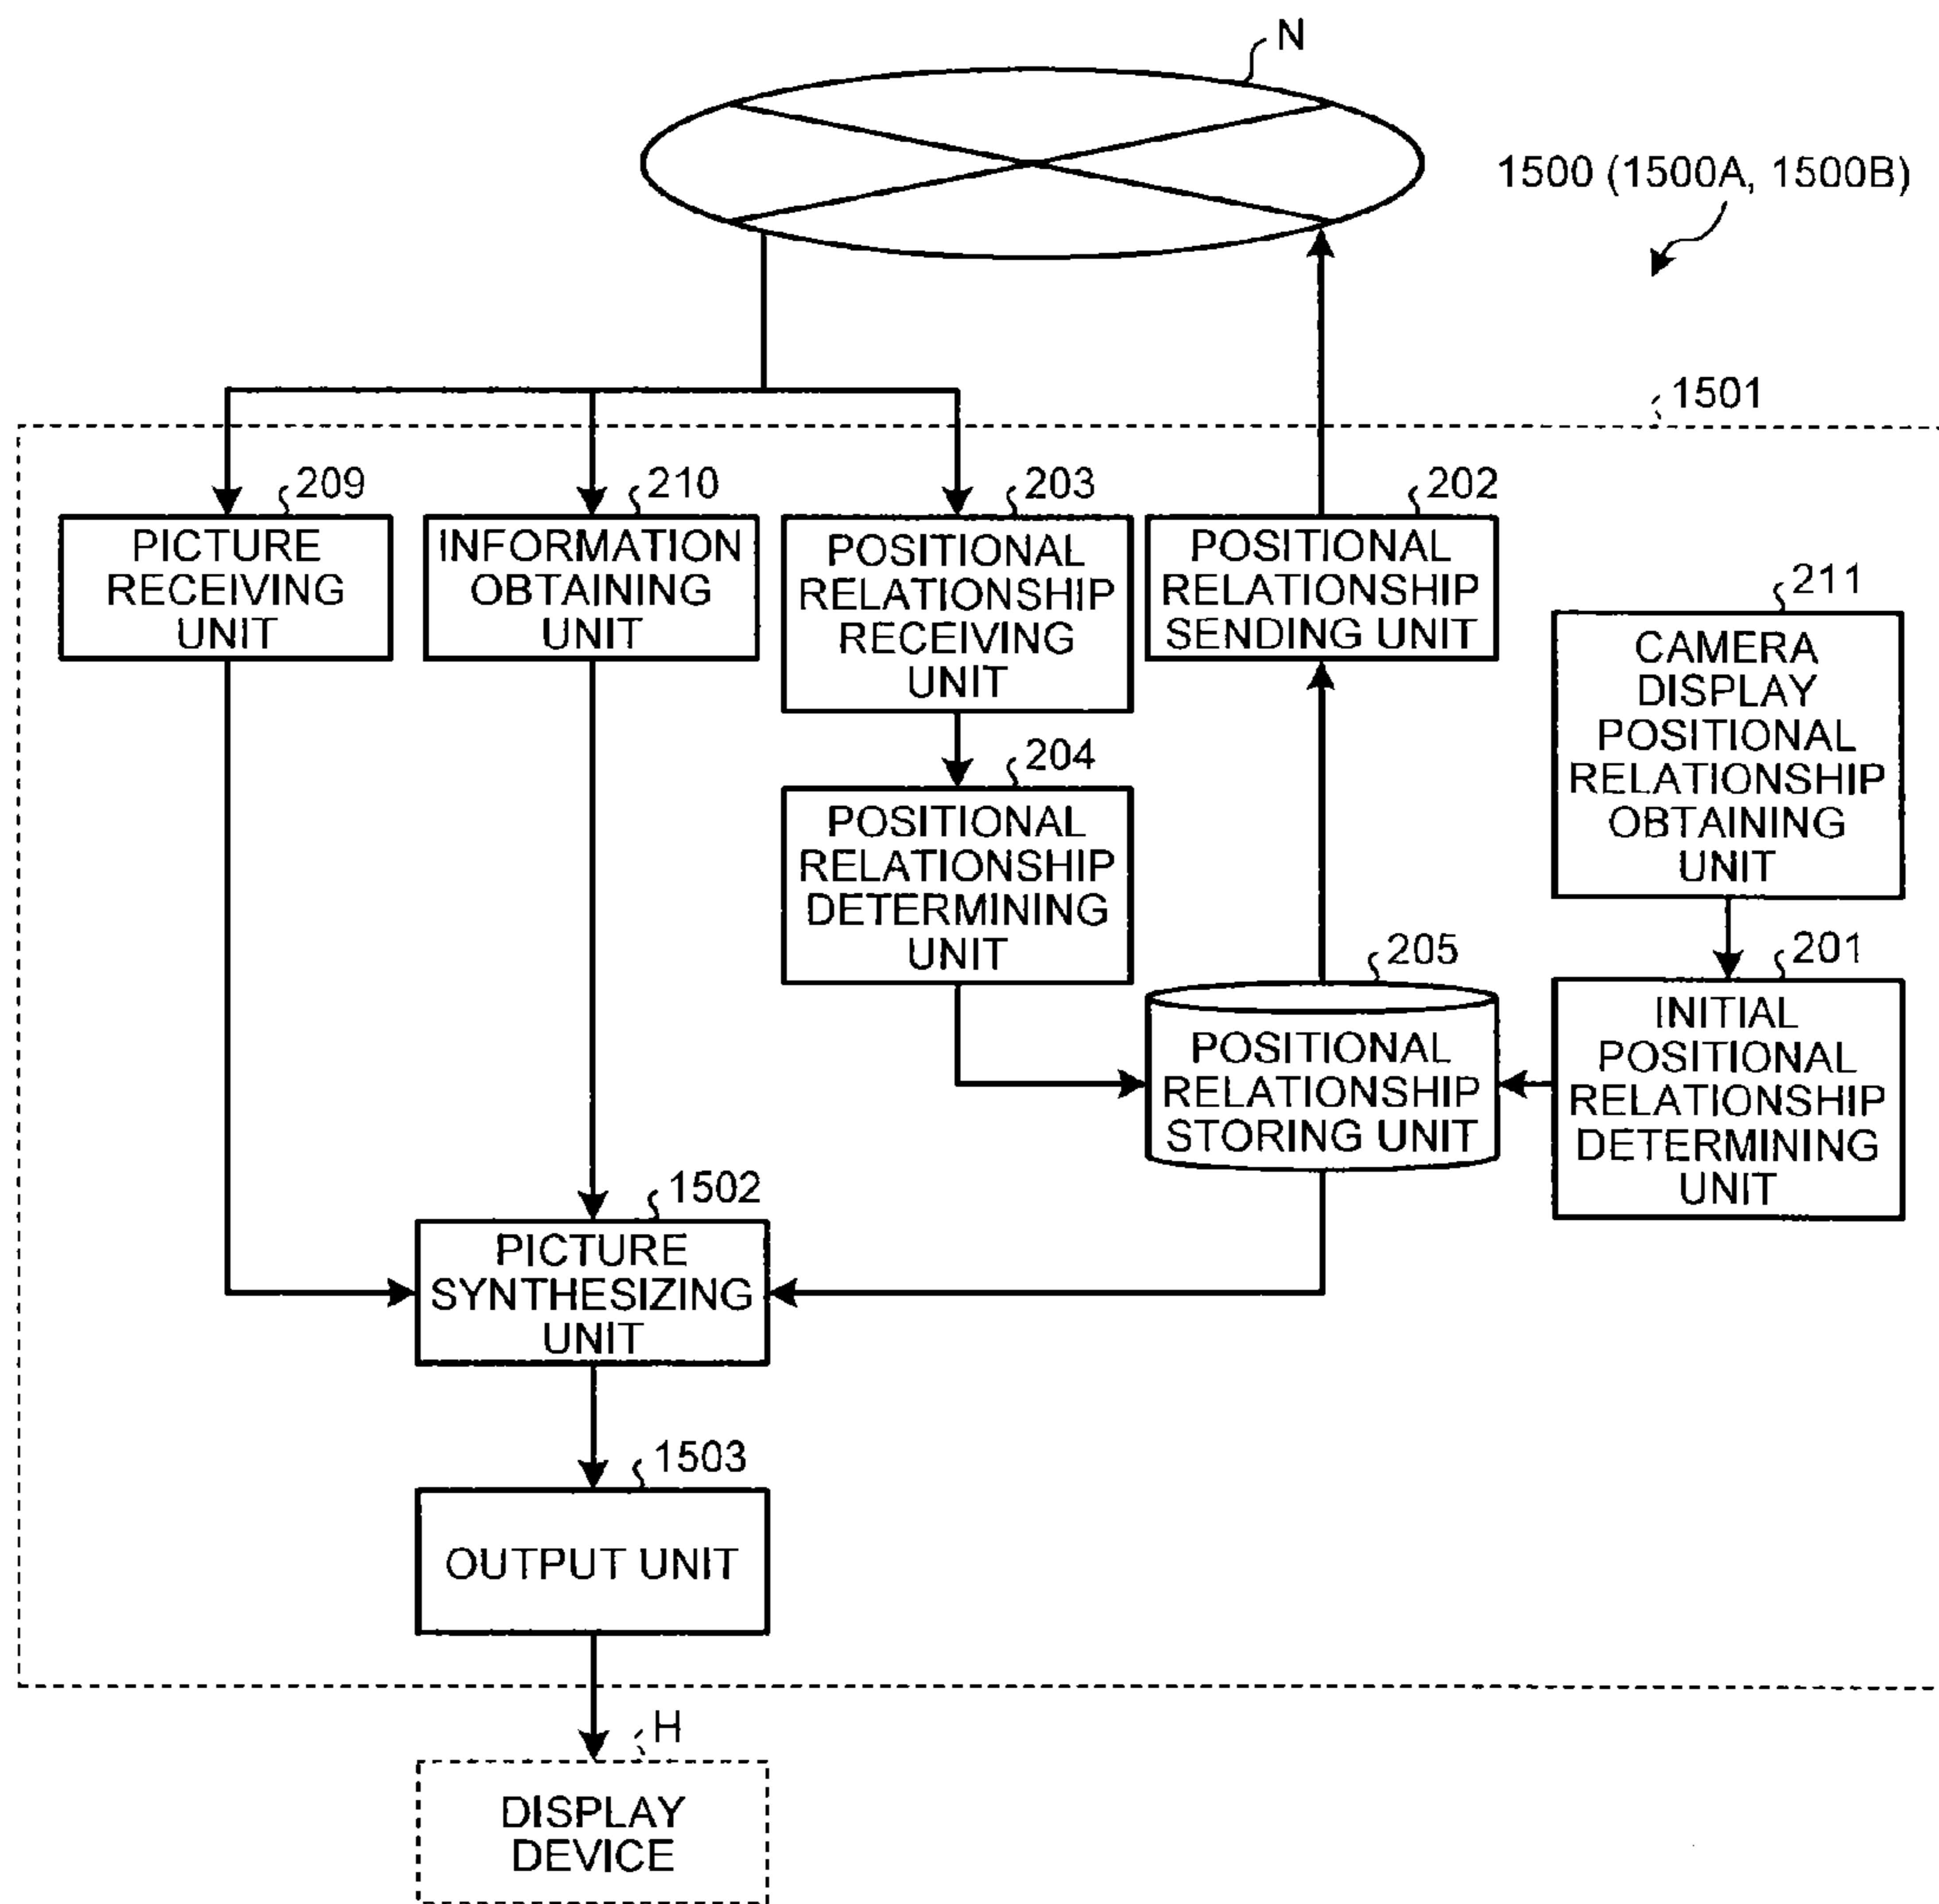 N
1500 (1500A, 1500B)
1501
209
PICTURE
RECEIVING
UNIT
210
INFORMATION
OBTAINING
UNIT
203
POSITIONAL
RELATIONSHIP
RECEIVING
UNIT
202
POSITIONAL
RELATIONSHIP
SENDING UNIT
211
CAMERA
DISPLAY
POSITIONAL
RELATIONSHIP
OBTAINING
UNIT
204
POSITIONAL
RELATIONSHIP
DETERMINING
UNIT
205
POSITIONAL
RELATIONSHIP
STORING UNIT
201
INITIAL
POSITIONAL
RELATIONSHIP
DETERMINING
UNIT
1502
PICTURE
SYNTHESIZING
UNIT
1503
OUTPUT UNIT
H
DISPLAY
DEVICE